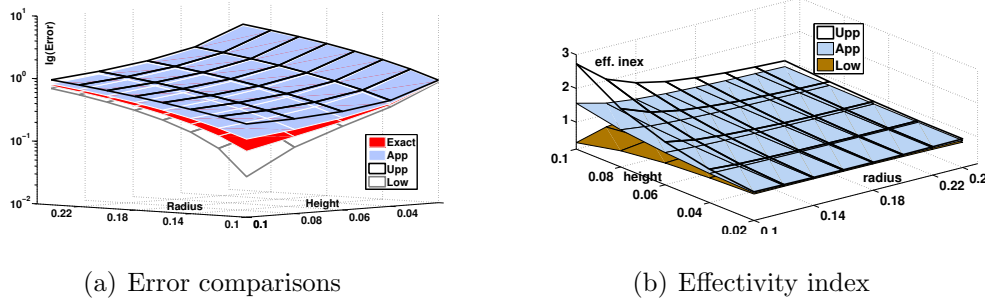 10^1
lg(Error)
10^0
10^-1
10^-2
Exact
App
Upp
Low
0.22
0.18
Radius
0.14
0.1
0.1
Height
0.08
0.06
0.04
(a) Error comparisons
3
eff. inex
2
1
Upp
App
Low
0.1
0.08
height
0.06
0.04
0.02
0.1
0.14
radius
0.18
0.22
(b) Effectivity index